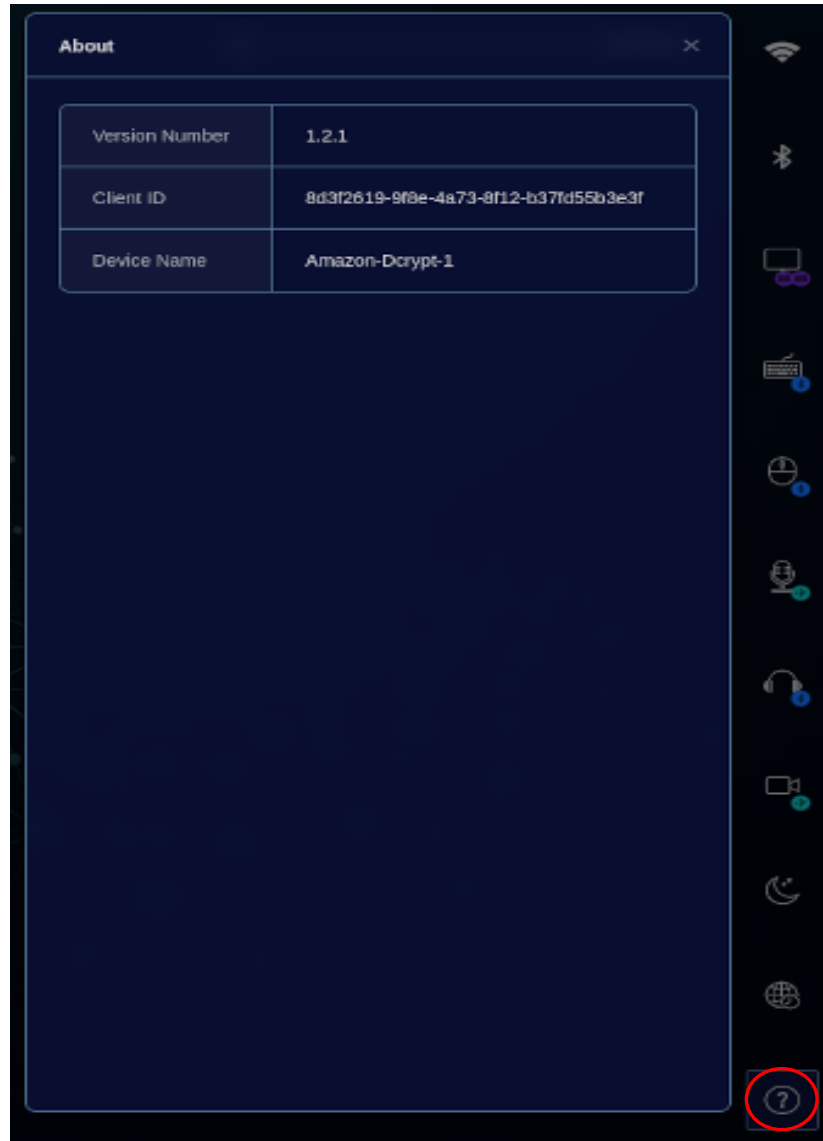 About
Version Number 1.2.1
Client ID 8d3f2619-9f8e-4a73-8f12-b37fd55b3e3f
Device Name Amazon-Dcrypt-1
?